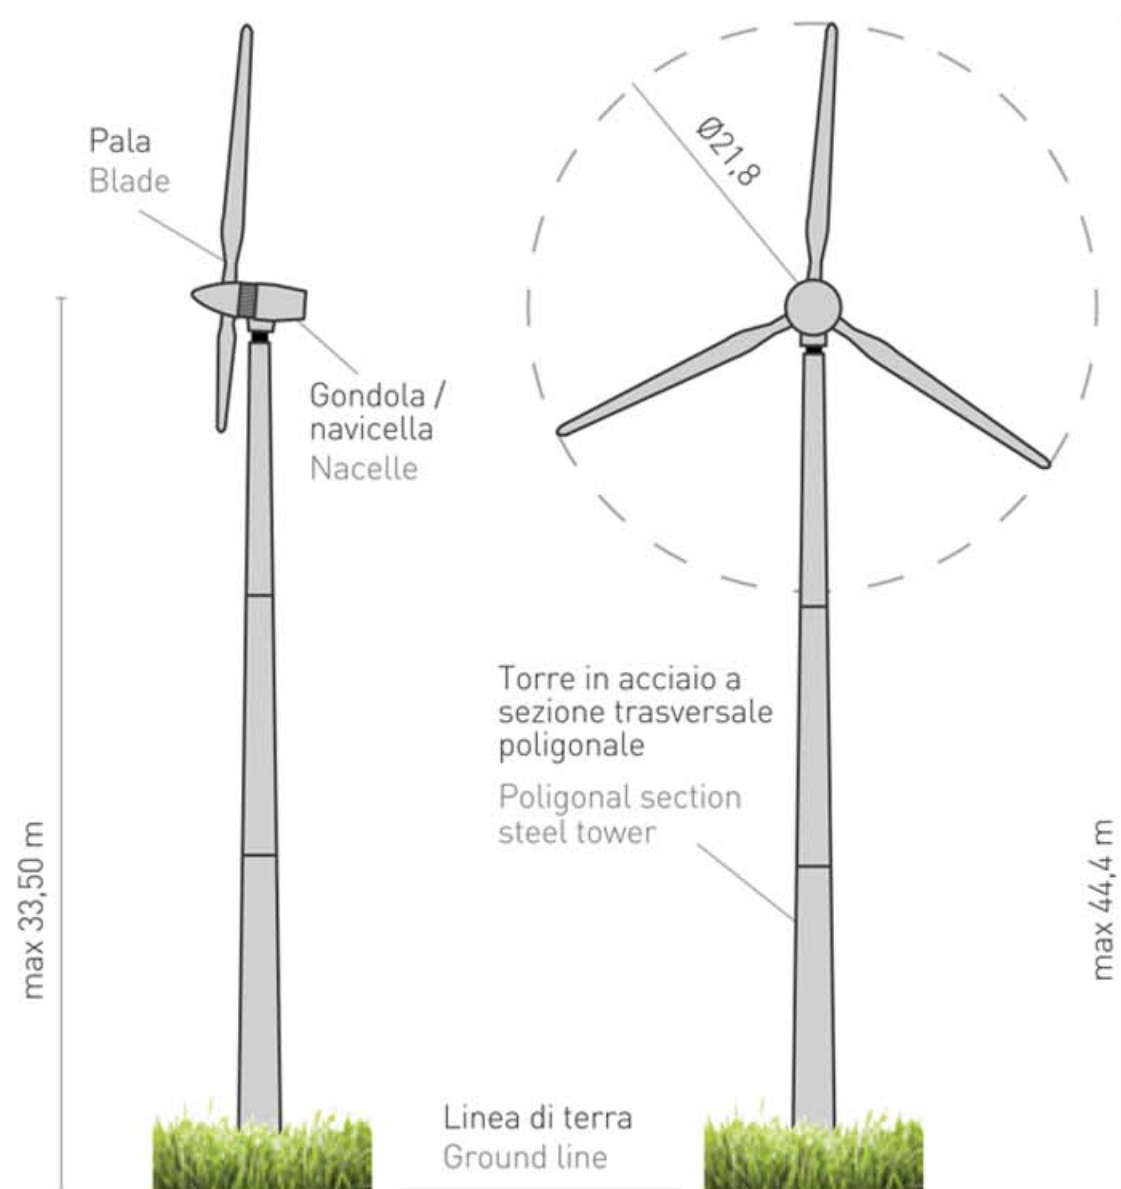 Pala
Blade
Ø21,8
Gondola /
navicella
Nacelle
Torre in acciaio a
sezione trasversale
poligonale
Poligonal section
steel tower
max 33,50 m
max 44,4 m
Linea di terra
Ground line